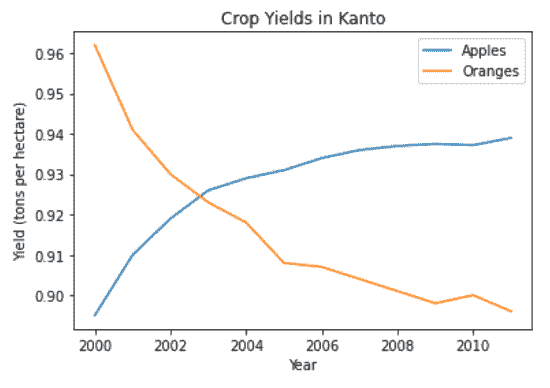 Crop Yields in Kanto
Apples
Oranges
Yield (tons per hectare)
0.96
0.95
0.94
0.93
0.92
0.91
0.90
2000 2002 2004 2006 2008 2010
Year